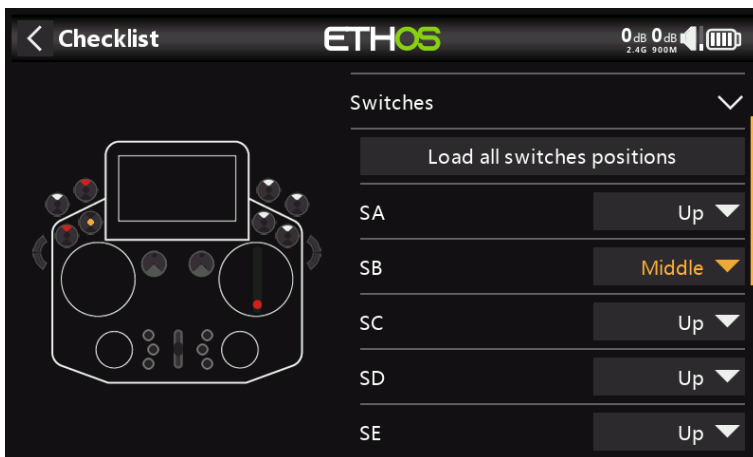 Checklist
ETHOS
0dB 0dB
2.4G 900M
Switches
Load all switches positions
SA Up
SB Middle
SC Up
SD Up
SE Up